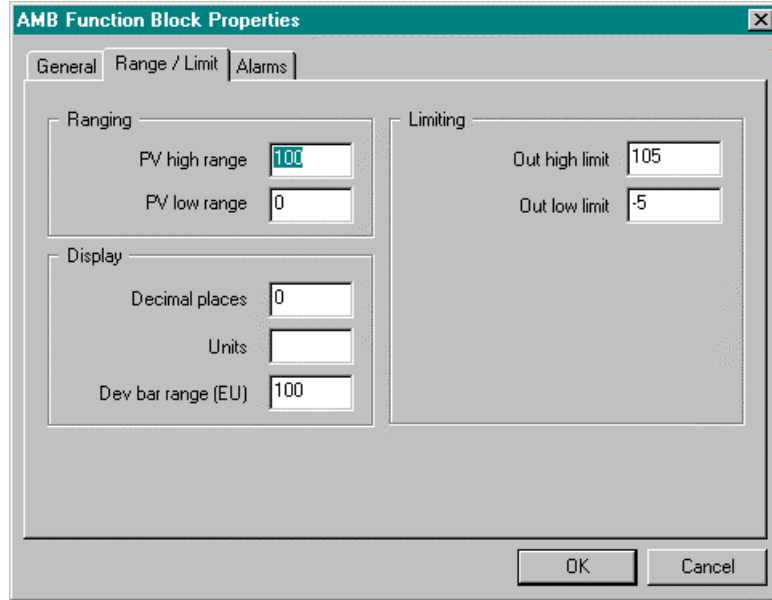 AMB Function Block Properties
General Range / Limit Alarms
Ranging
PV high range 100
PV low range 0
Display
Decimal places 0
Units
Dev bar range (EU) 100
Limiting
Out high limit 105
Out low limit -5
OK Cancel